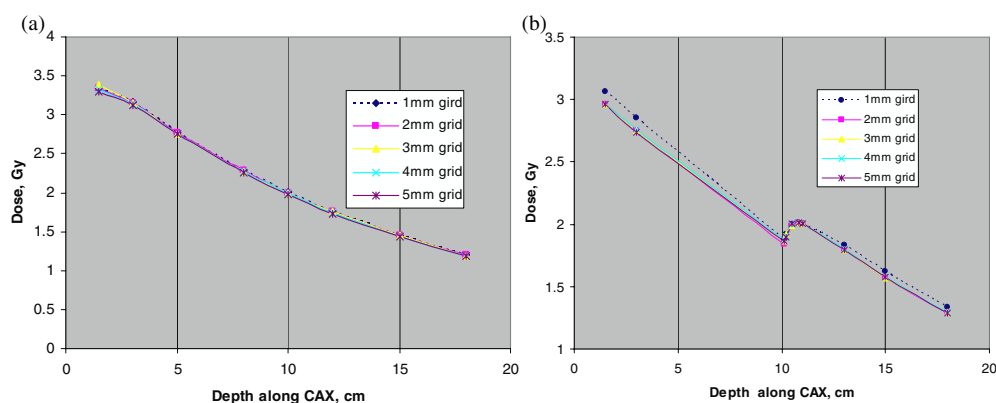 (a)
4
3.5
3
2.5
2
1.5
1
0.5
0
0 5 10 15 20
Dose, Gy
Depth along CAX, cm
1mm gird
2mm grid
3mm grid
4mm grid
5mm grid
(b)
3.5
3
2.5
2
1.5
1
0 5 10 15 20
Dose, Gy
Depth along CAX, cm
1mm gird
2mm grid
3mm grid
4mm grid
5mm grid